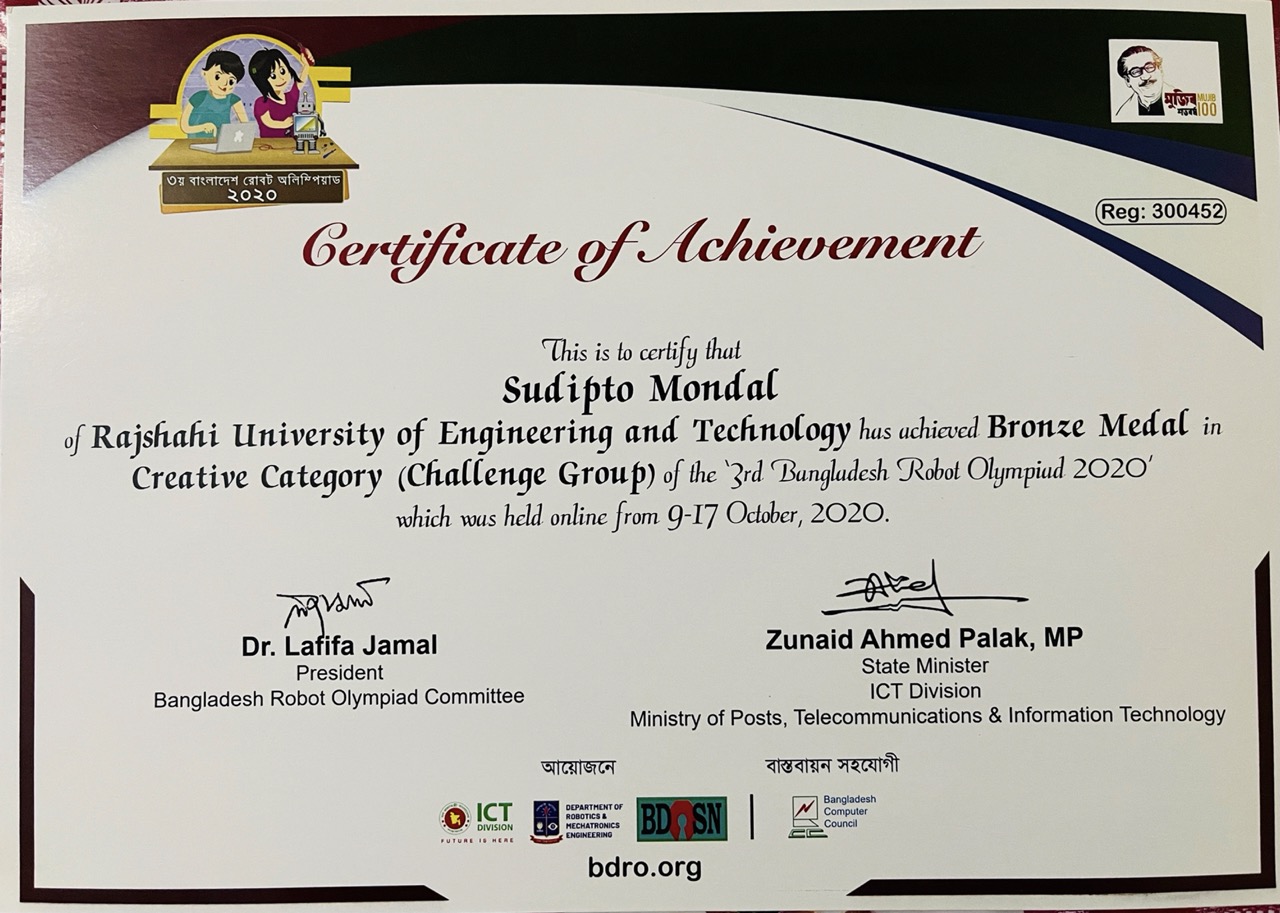 ৩য় বাংলাদেশ রোবট অলিম্পিয়াড
২০২০
মুজিব MUJIB
শতবর্ষ 100
Reg: 300452
Certificate of Achievement
This is to certify that
Sudipto Mondal
of Rajshahi University of Engineering and Technology has achieved Bronze Medal in
Creative Category (Challenge Group) of the '3rd Bangladesh Robot Olympiad 2020'
which was held online from 9-17 October, 2020.
Dr. Lafifa Jamal
President
Bangladesh Robot Olympiad Committee
Zunaid Ahmed Palak, MP
State Minister
ICT Division
Ministry of Posts, Telecommunications & Information Technology
আয়োজনে
বাস্তবায়ন সহযোগী
ICT
DIVISION
FUTURE IS HERE
DEPARTMENT OF
ROBOTICS &
MECHATRONICS
ENGINEERING
BDOSN
Bangladesh
Computer
Council
bdro.org